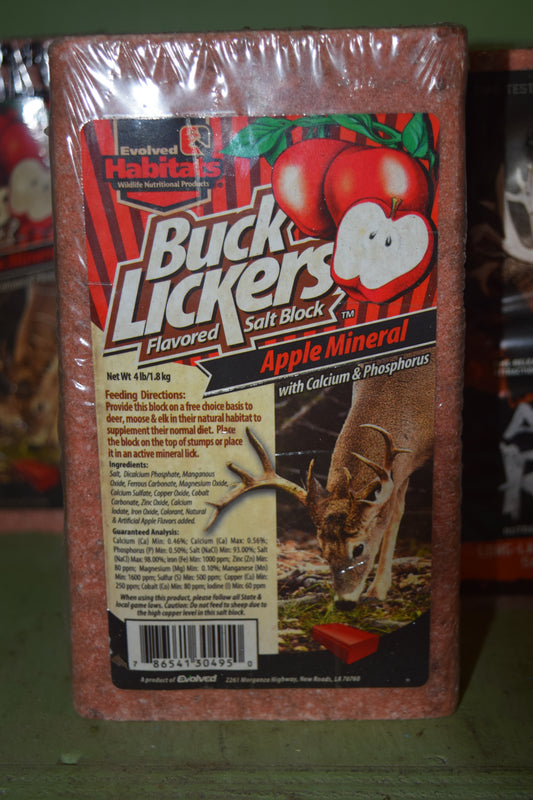 Evolved
Habitats
Wildlife Nutritional Products
Buck
Lickers
Flavored Salt Block ™
Apple Mineral
with Calcium & Phosphorus
Net Wt 4 lb/1.8 kg
Feeding Directions:
Provide this block on a free choice basis to
deer, moose & elk in their natural habitat to
supplement their normal diet. Place
the block on the top of stumps or place
it in an active mineral lick.
Ingredients:
Salt, Dicalcium Phosphate, Manganous
Oxide, Ferrous Carbonate, Magnesium Oxide,
Calcium Sulfate, Copper Oxide, Cobalt
Carbonate, Zinc Oxide, Calcium
Iodate, Iron Oxide, Colorant, Natural
& Artificial Apple Flavors added.
Guaranteed Analysis:
Calcium (Ca) Min: 0.46%; Calcium (Ca) Max: 0.56%;
Phosphorus (P) Min: 0.50%; Salt (NaCl) Min: 93.00%; Salt
(NaCl) Max: 98.00%; Iron (Fe) Min: 1000 ppm; Zinc (Zn) Min:
80 ppm; Magnesium (Mg) Min: 0.10%; Manganese (Mn)
Min: 1600 ppm; Sulfur (S) Min: 500 ppm; Copper (Cu) Min:
250 ppm; Cobalt (Co) Min: 80 ppm; Iodine (I) Min: 60 ppm
When using this product, please follow all State &
local game laws. Caution: Do not feed to sheep due to
the high copper level in this salt block.
7 86541 30495 0
A product of Evolved 2261 Morganza Highway, New Roads, LA 70760